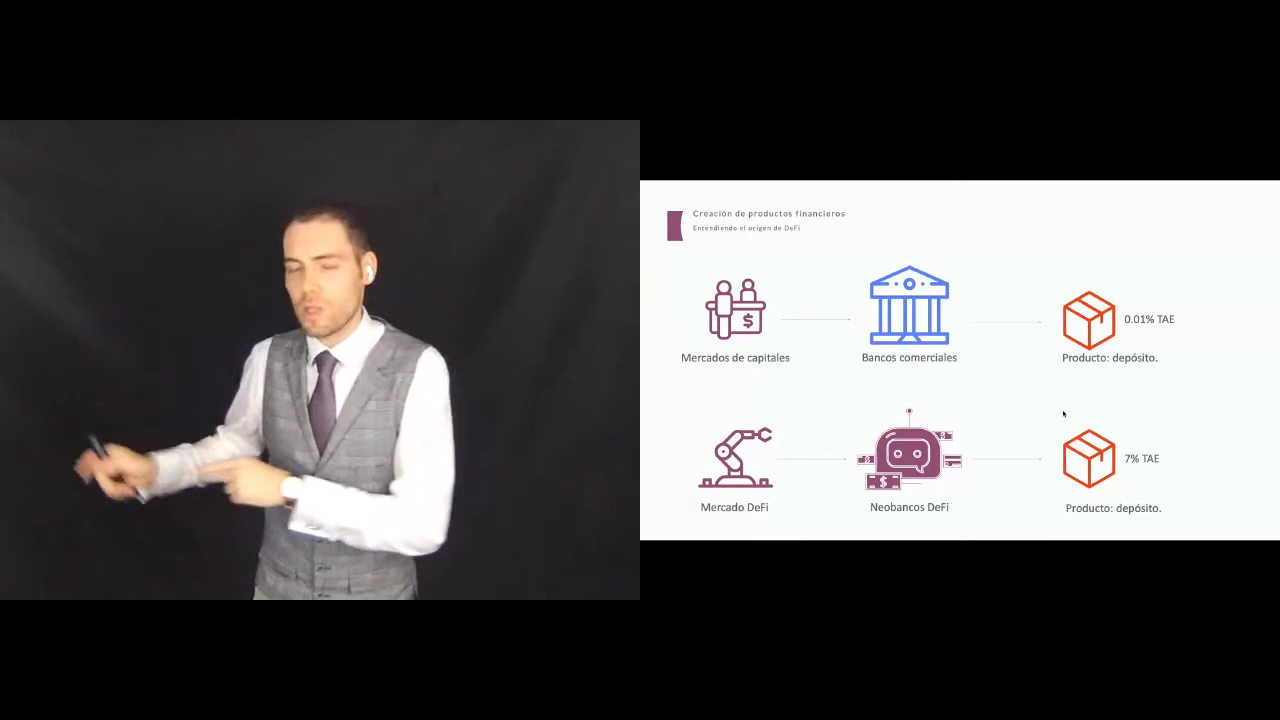 Creación de productos financieros
Entendiendo el origen de DeFi
$
0.01% TAE
Mercados de capitales
Bancos comerciales
Producto: depósito.
$
$
7% TAE
Mercado DeFi
Neobancos DeFi
Producto: depósito.